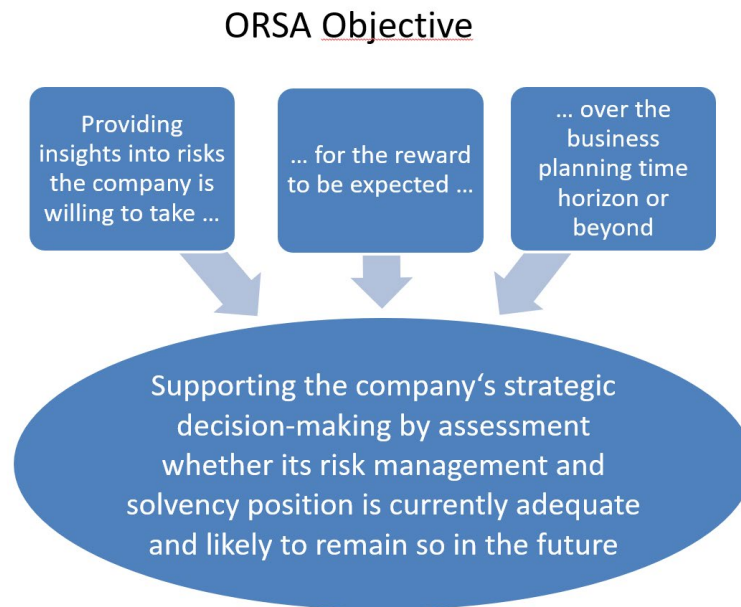 ORSA Objective
Providing
insights into risks
the company is
willing to take ...
... for the reward
to be expected ...
... over the
business
planning time
horizon or
beyond
Supporting the company‘s strategic
decision-making by assessment
whether its risk management and
solvency position is currently adequate
and likely to remain so in the future